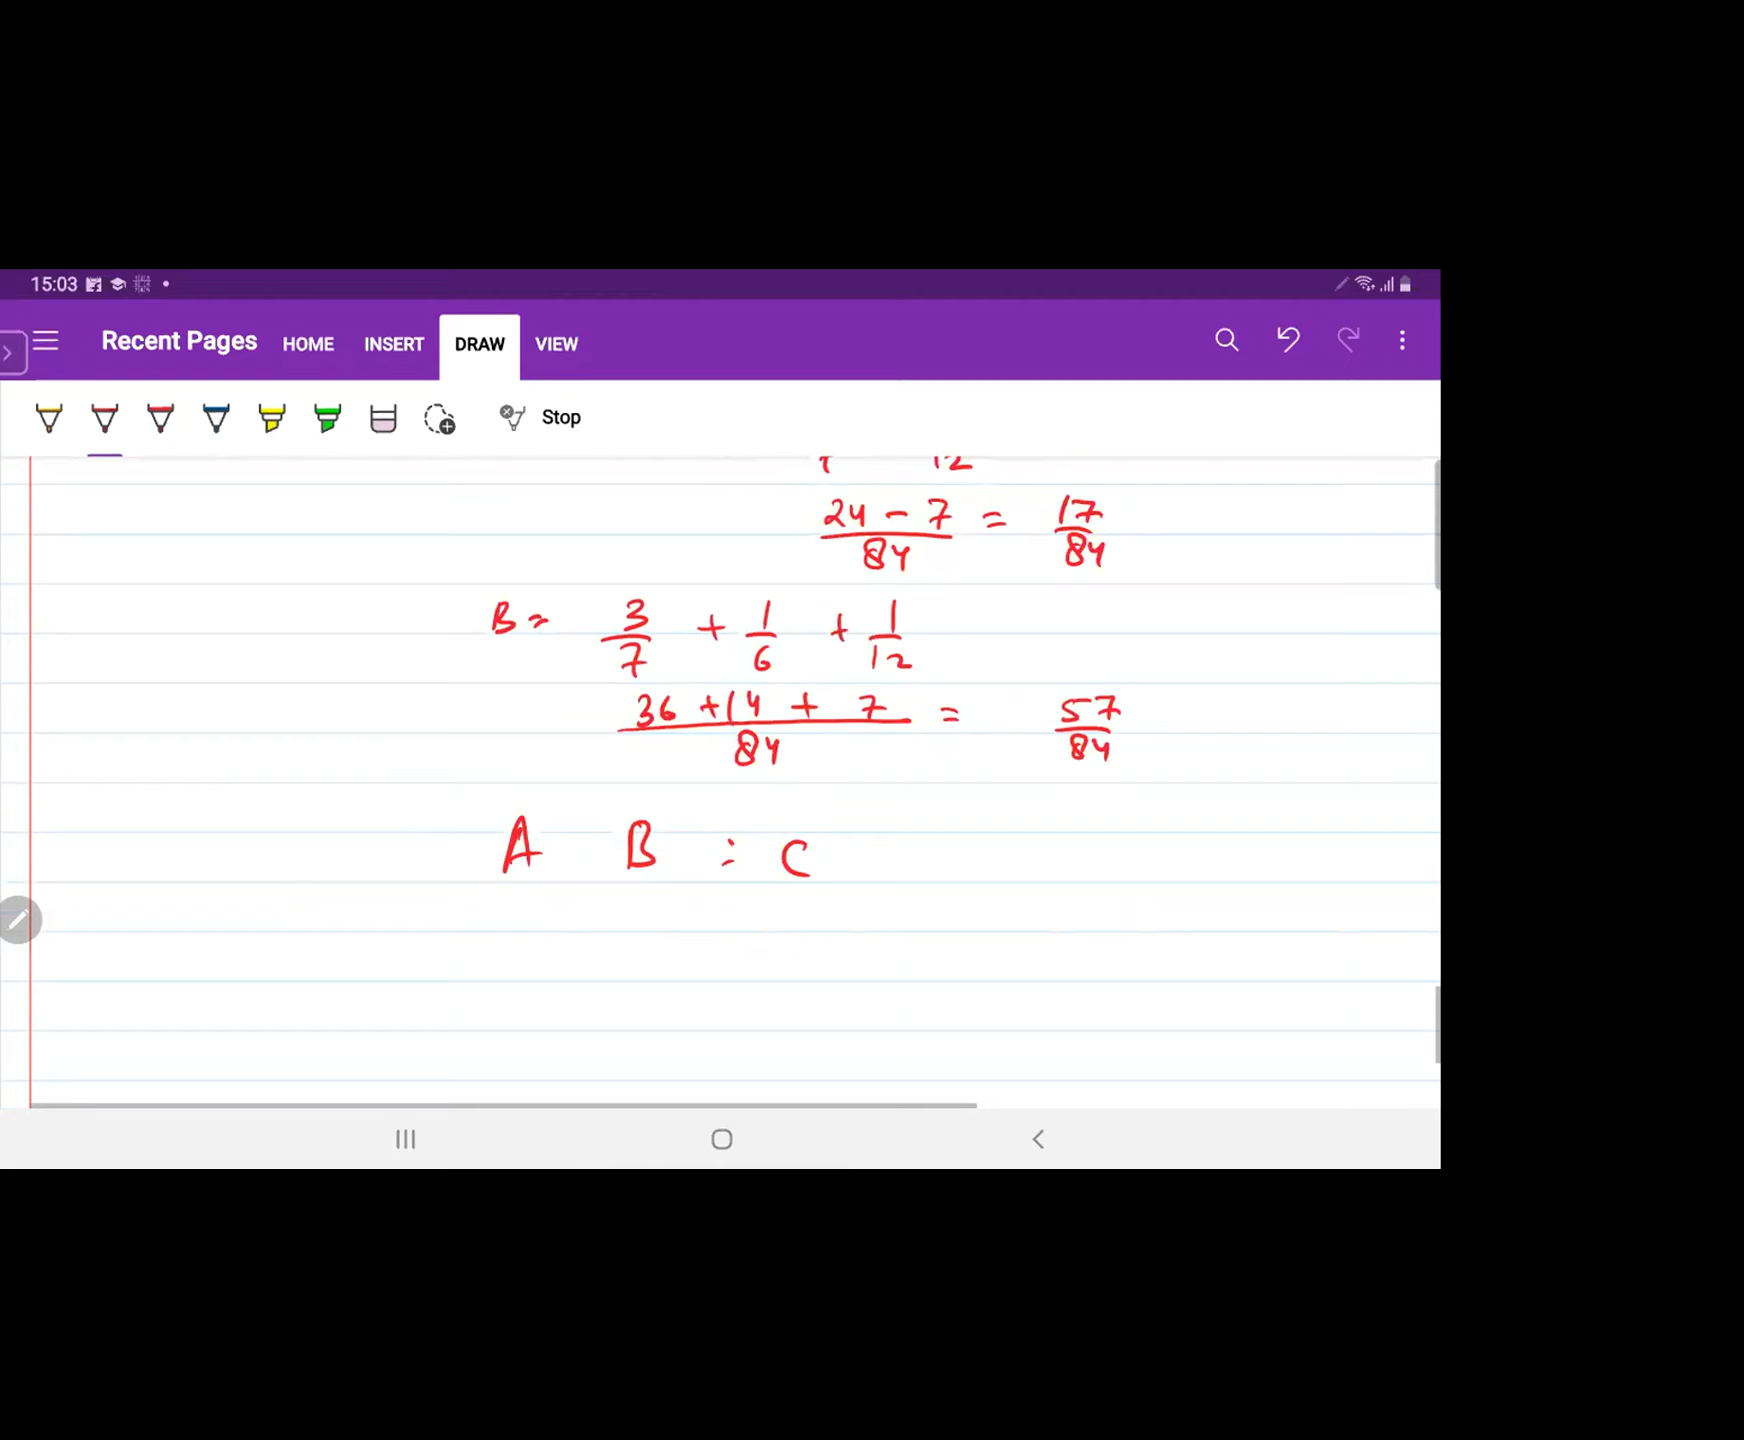 15:03
Recent Pages HOME INSERT DRAW VIEW
Stop
12
24 - 7 / 84 = 17/84
B = 3/7 + 1/6 + 1/12
36 + 14 + 7 / 84 = 57/84
A B : C